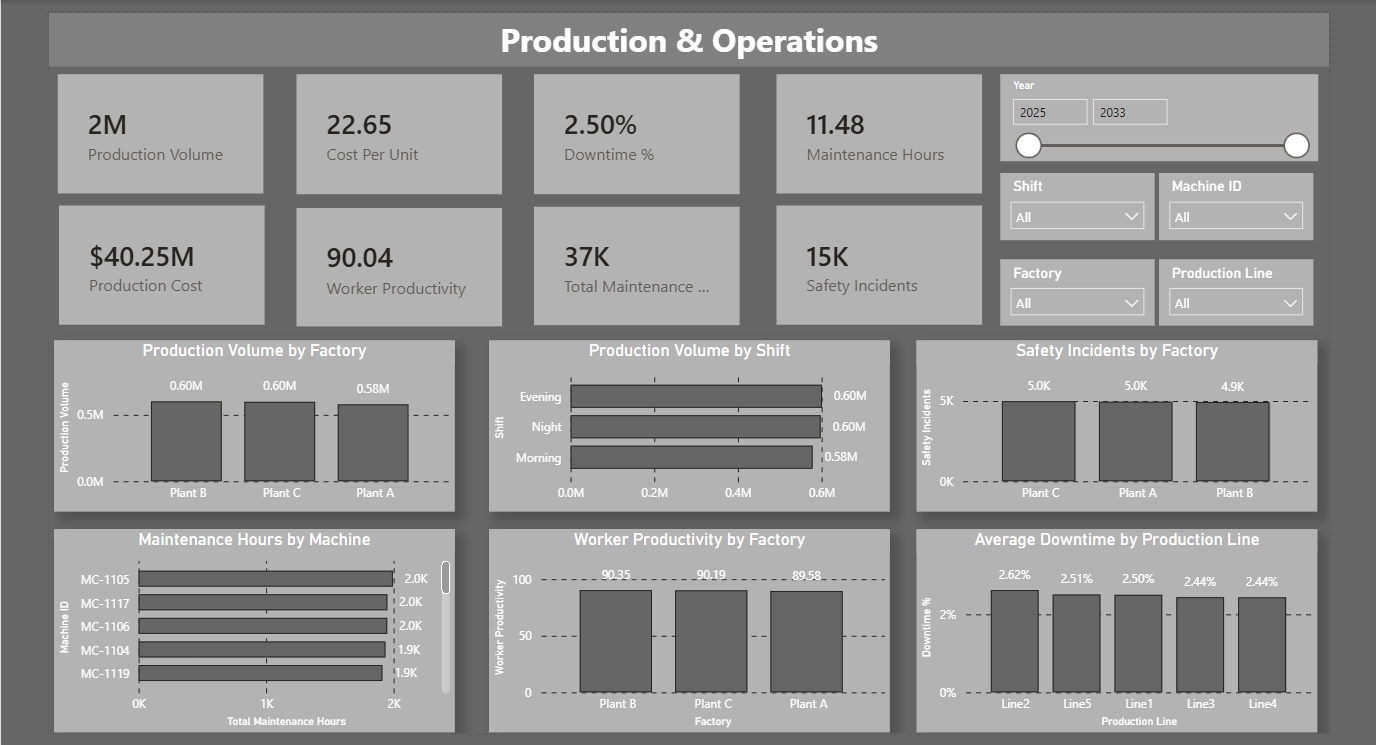 Production & Operations
2M
Production Volume
22.65
Cost Per Unit
2.50%
Downtime %
11.48
Maintenance Hours
Year
2025
2033
$40.25M
Production Cost
90.04
Worker Productivity
37K
Total Maintenance ...
15K
Safety Incidents
Shift
All
Machine ID
All
Factory
All
Production Line
All
Production Volume by Factory
Production Volume
0.5M
0.0M
0.60M
0.60M
0.58M
Plant B
Plant C
Plant A
Production Volume by Shift
Shift
Evening
0.60M
Night
0.60M
Morning
0.58M
0.0M
0.2M
0.4M
0.6M
Safety Incidents by Factory
Safety Incidents
5K
0K
5.0K
5.0K
4.9K
Plant C
Plant A
Plant B
Maintenance Hours by Machine
Machine ID
MC-1105
2.0K
MC-1117
2.0K
MC-1106
2.0K
MC-1104
1.9K
MC-1119
1.9K
0K
1K
2K
Total Maintenance Hours
Worker Productivity by Factory
Worker Productivity
100
50
0
90.35
90.19
89.58
Plant B
Plant C
Plant A
Factory
Average Downtime by Production Line
Downtime %
2%
0%
2.62%
2.51%
2.50%
2.44%
2.44%
Line2
Line5
Line1
Line3
Line4
Production Line